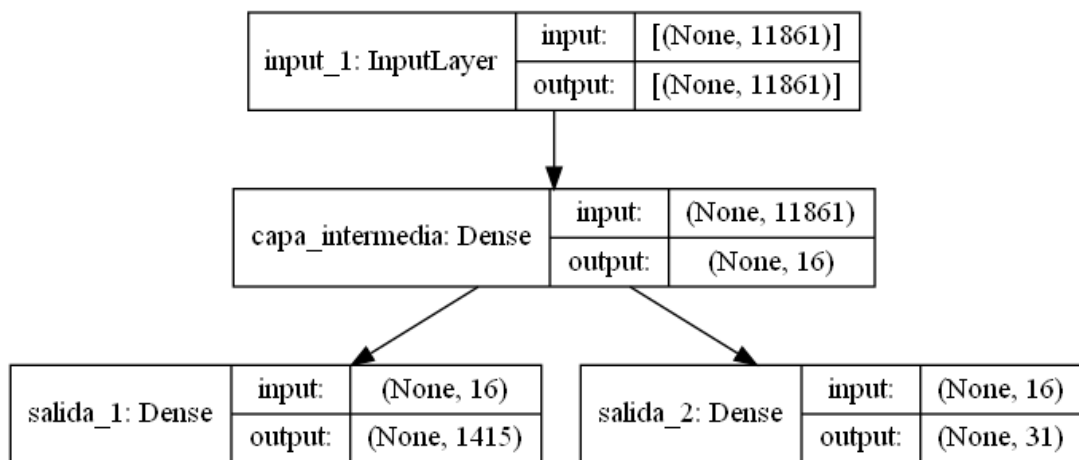 input_1: InputLayer
input: [(None, 11861)]
output: [(None, 11861)]
capa_intermedia: Dense
input: (None, 11861)
output: (None, 16)
salida_1: Dense
input: (None, 16)
output: (None, 1415)
salida_2: Dense
input: (None, 16)
output: (None, 31)